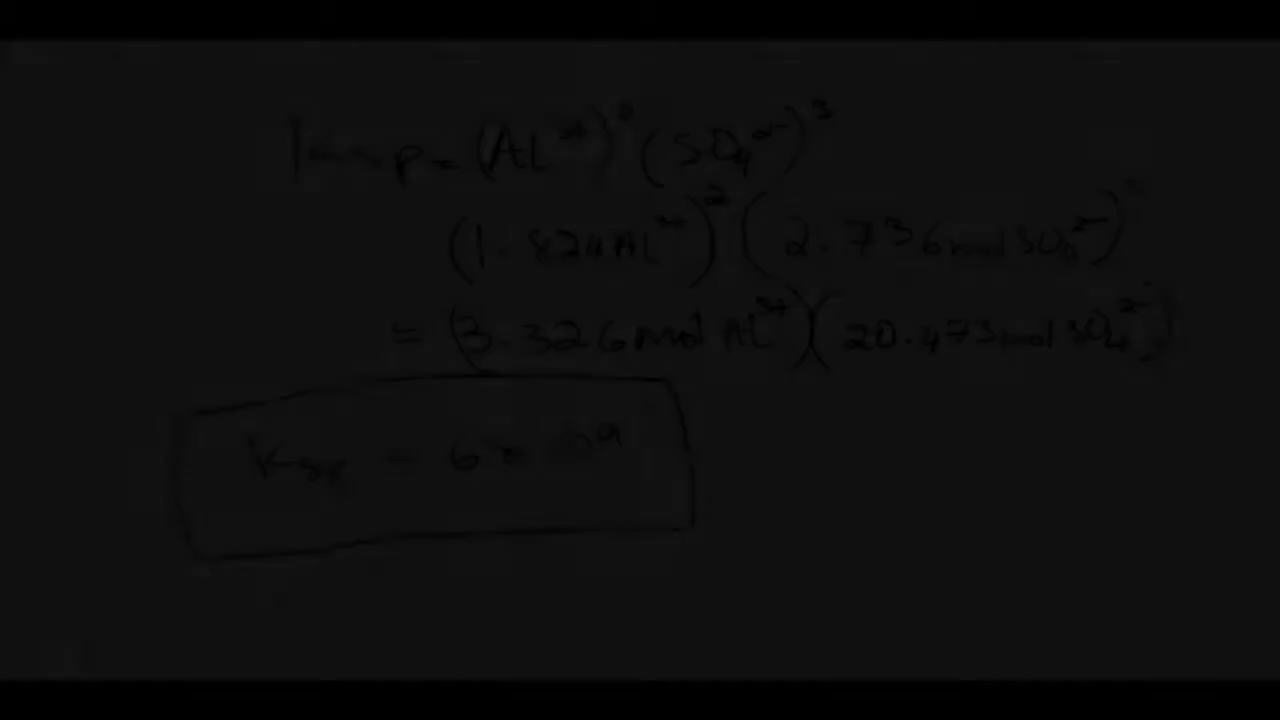 Ksp = (AL³⁺)² (SO₄²⁻)³
(1.824 AL³⁺)² (2.736 mol SO₄²⁻)³
= (3.326 mol AL³⁺)(20.473 mol SO₄²⁻)
Ksp = 6